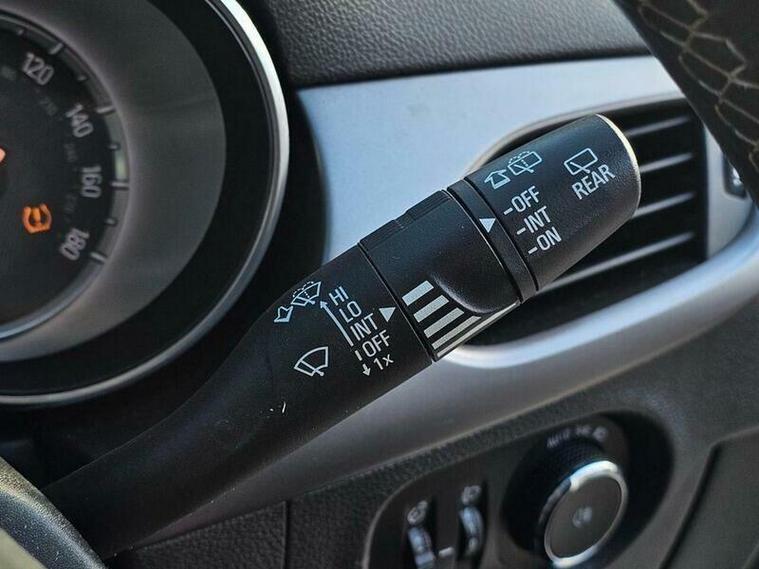 120
140
160
180
REAR
OFF
INT
ON
HI
LO
INT
OFF
1x